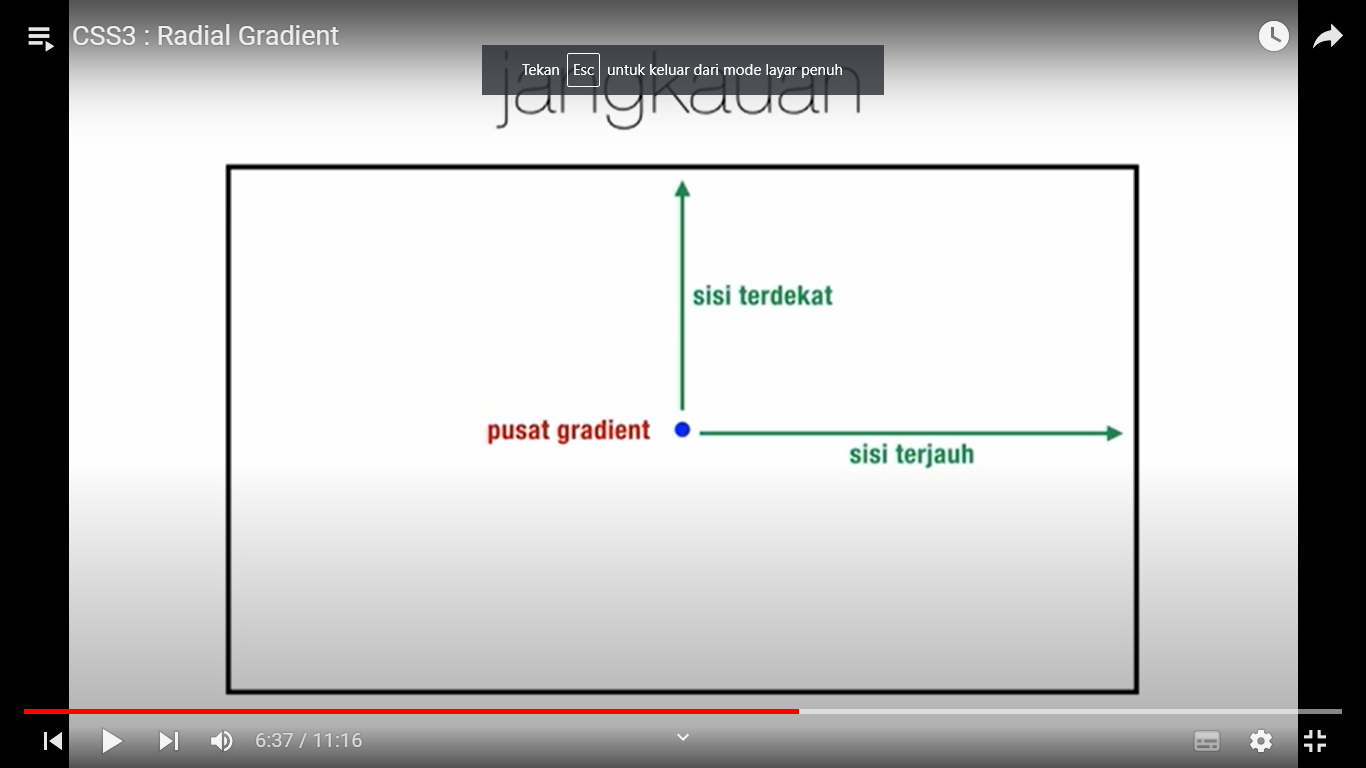 CSS3 : Radial Gradient
Tekan Esc untuk keluar dari mode layar penuh
jangkauan
sisi terdekat
pusat gradient
sisi terjauh
6:37 / 11:16